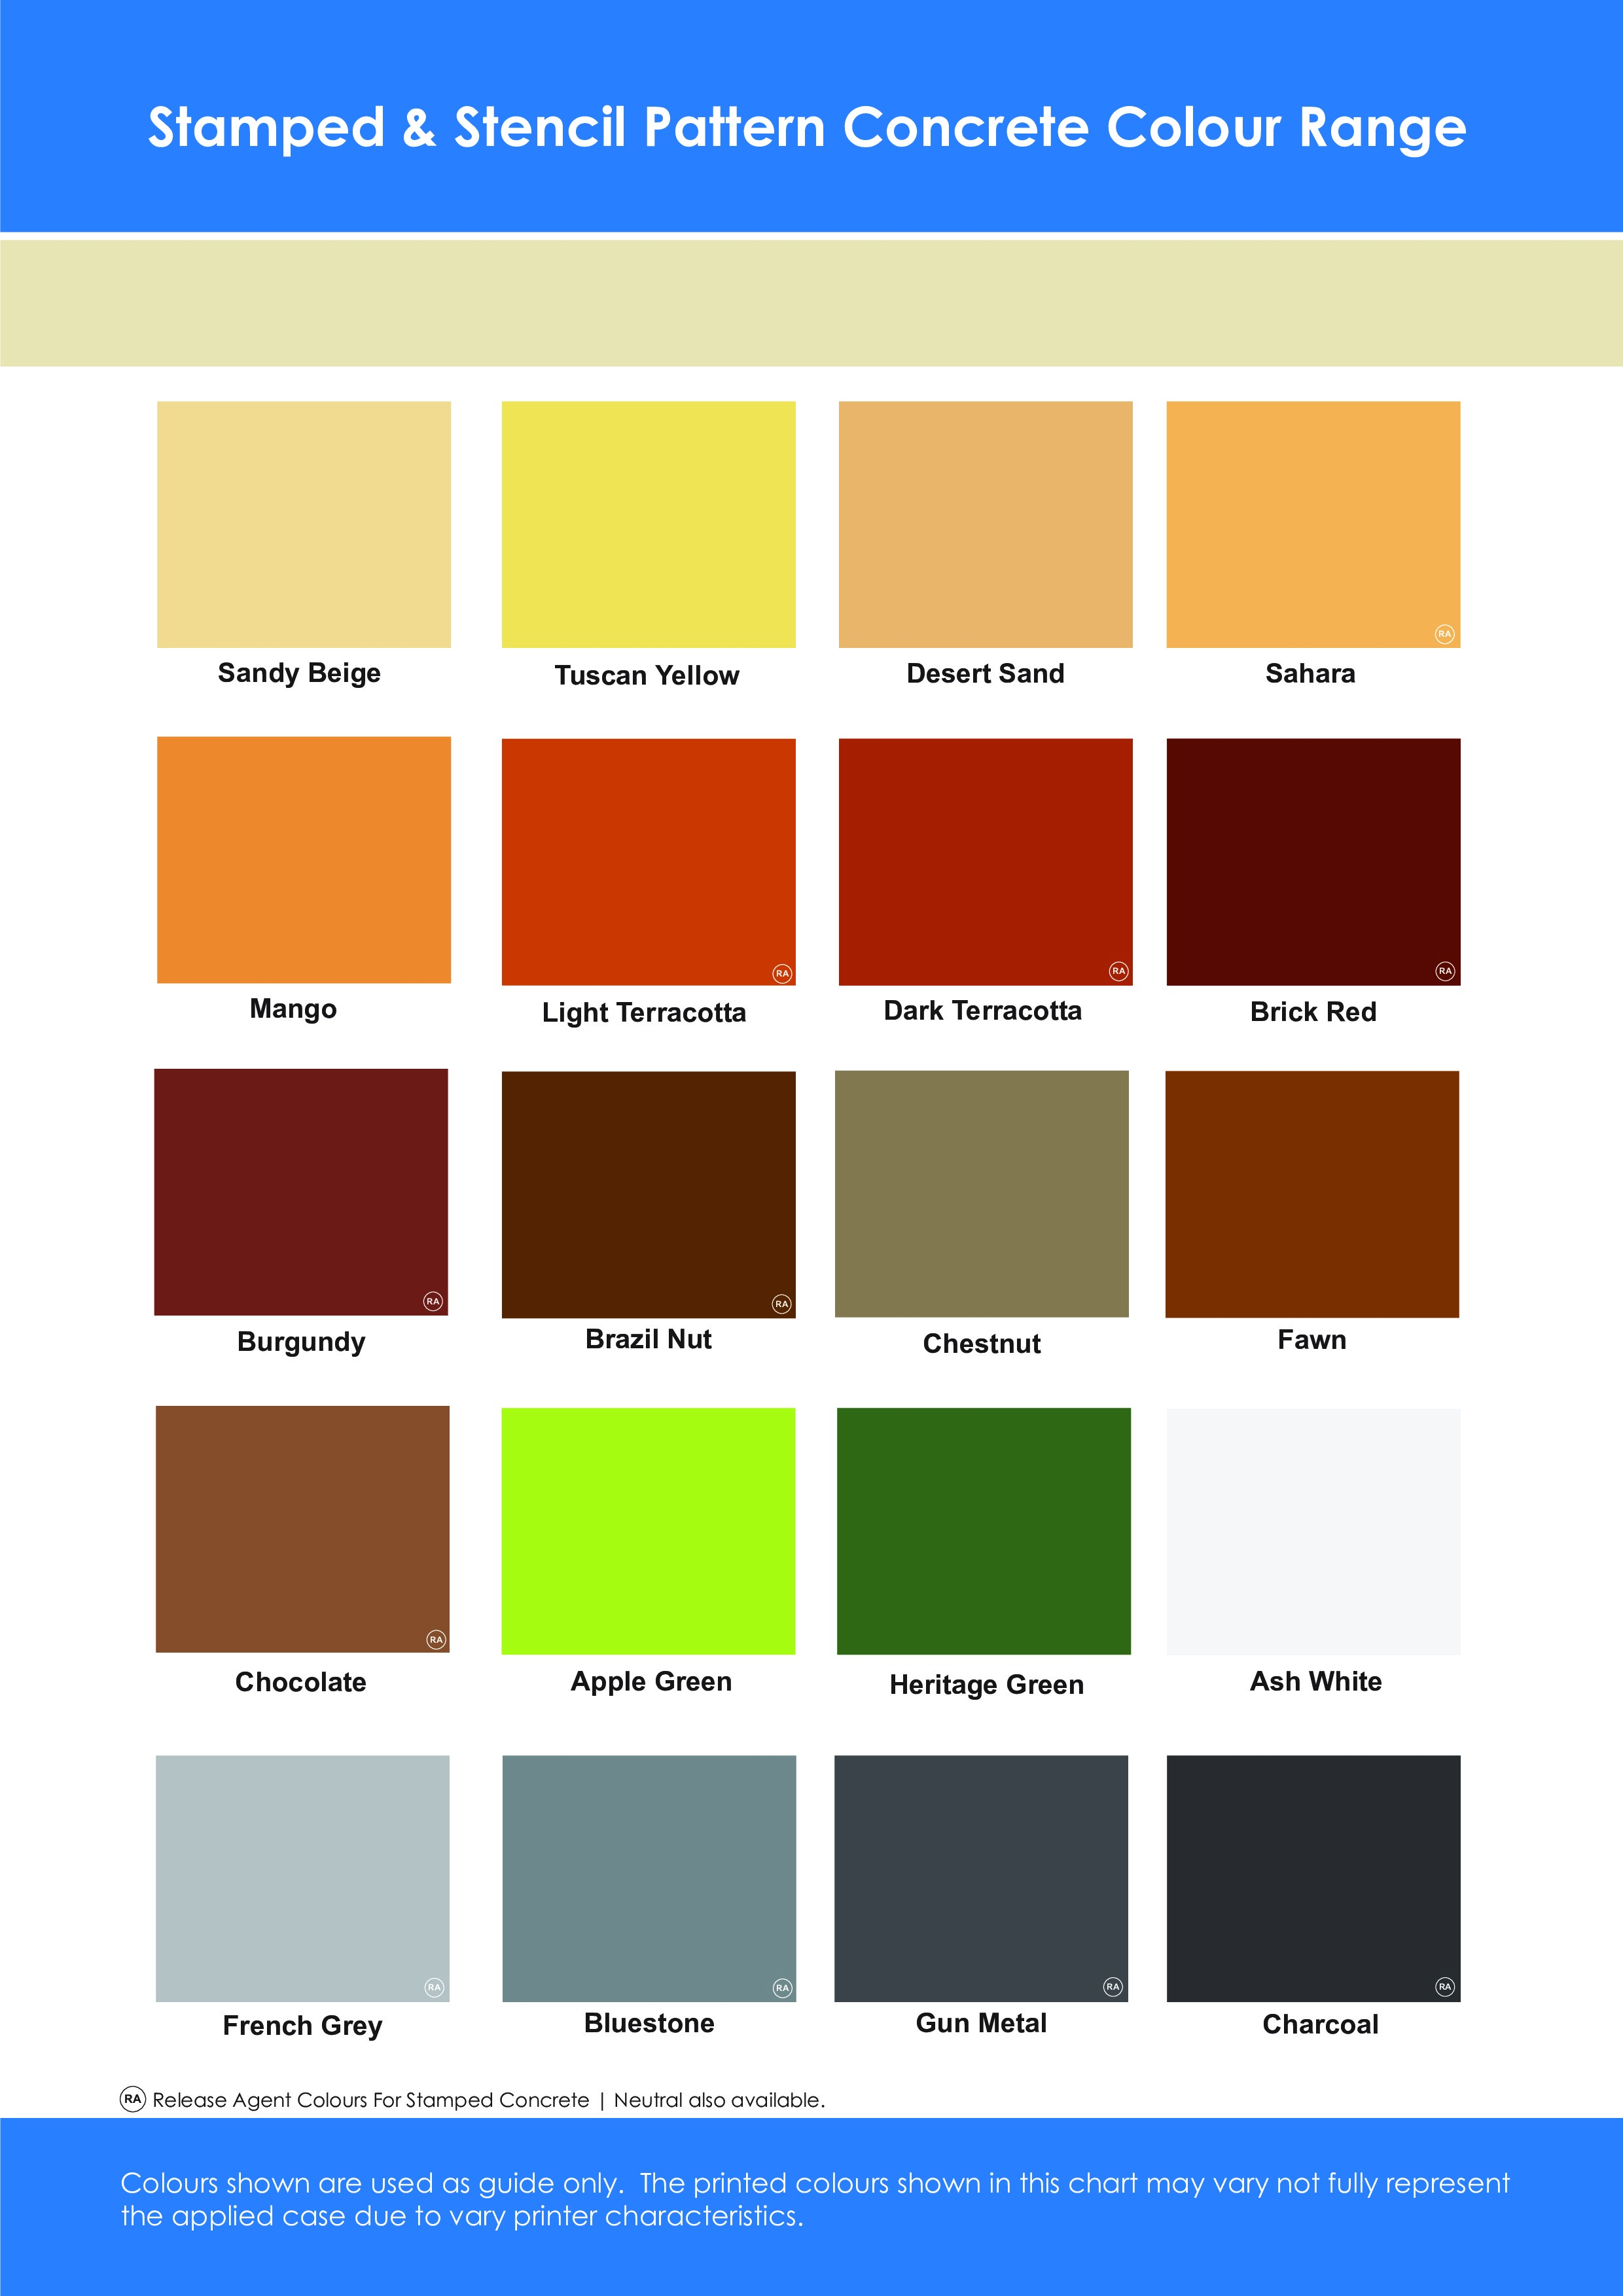 Stamped & Stencil Pattern Concrete Colour Range
Sandy Beige
Tuscan Yellow
Desert Sand
RA
Sahara
Mango
RA
Light Terracotta
RA
Dark Terracotta
RA
Brick Red
RA
Burgundy
RA
Brazil Nut
Chestnut
Fawn
RA
Chocolate
Apple Green
Heritage Green
Ash White
RA
French Grey
RA
Bluestone
RA
Gun Metal
RA
Charcoal
RA Release Agent Colours For Stamped Concrete | Neutral also available.
Colours shown are used as guide only.  The printed colours shown in this chart may vary not fully represent
the applied case due to vary printer characteristics.